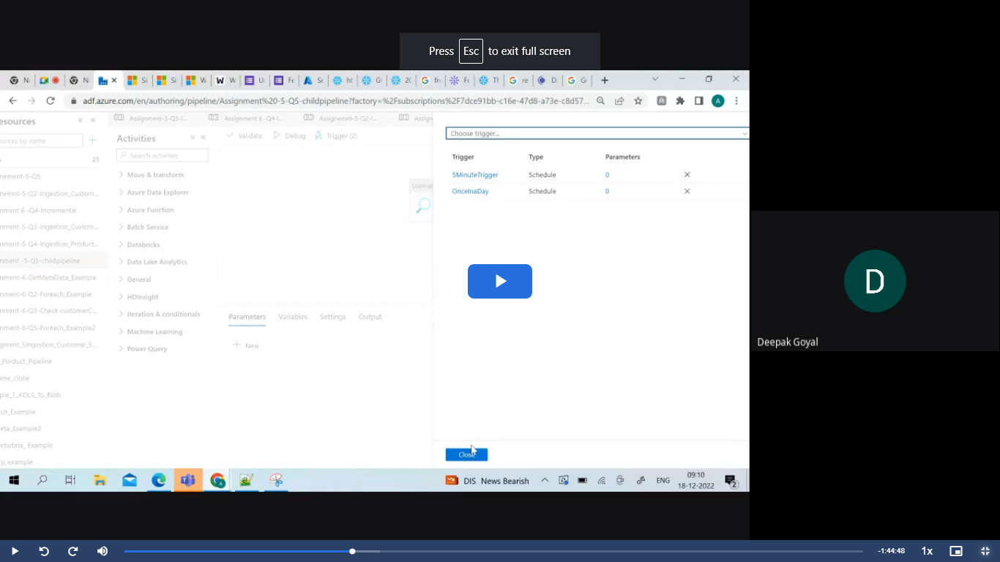 Press Esc to exit full screen
adf.azure.com/en/authoring/pipeline/Assignment%20-5-Q5-childpipeline?factory=%2Fsubscriptions%2F7dce91bb-c16e-47d8-a73e-c8d57...
esources
Assignment-5-Q3-I...
Assignment 6 -Q4-I...
Assignemnt-5-Q2-I...
Assign
Choose trigger...
Activities
Validate
Debug
Trigger (2)
urces by name
Search activities
25
Trigger Type Parameters
5MinuteTrigger Schedule 0
OnceInaDay Schedule 0
nement-5-Q5
nemnt-5-Q2-Ingestion_Custom...
nment 6 -Q4-Incremental
nment-5-Q3-Ingestion_Custom...
nment-5-Q4-Ingestion_Product...
nment -5-Q5-childpipeline
nment-6-GetMetaData_Example
nment-6-Q2-Foreach_Example
nment-6-Q3-Check customerC...
nment-6-Q5-Foreach_Example2
gment_SIngestion_Customer_S...
_Porduct_Pipeline
me_clone
ple_1_ADLS_To_Blob
ch_Example
eta_Example2
etadata_ Example
p_example
Move & transform
Azure Data Explorer
Azure Function
Batch Service
Databricks
Data Lake Analytics
General
HDInsight
Iteration & conditionals
Machine Learning
Power Query
Lookup
Parameters Variables Settings Output
New
Close
D
Deepak Goyal
DIS News Bearish
ENG
09:10
18-12-2022
2
-1:44:48
1x